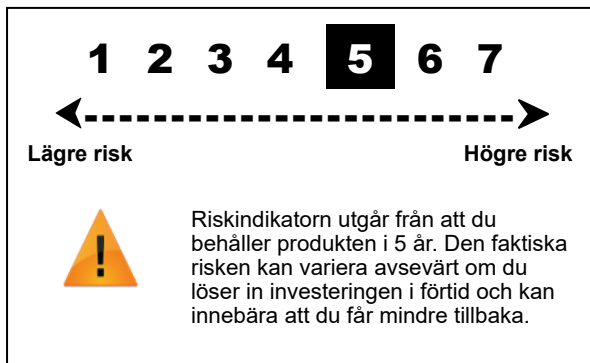 1 2 3 4 5 6 7
Lägre risk Högre risk
!
Riskindikatorn utgår från att du
behåller produkten i 5 år. Den faktiska
risken kan variera avsevärt om du
löser in investeringen i förtid och kan
innebära att du får mindre tillbaka.